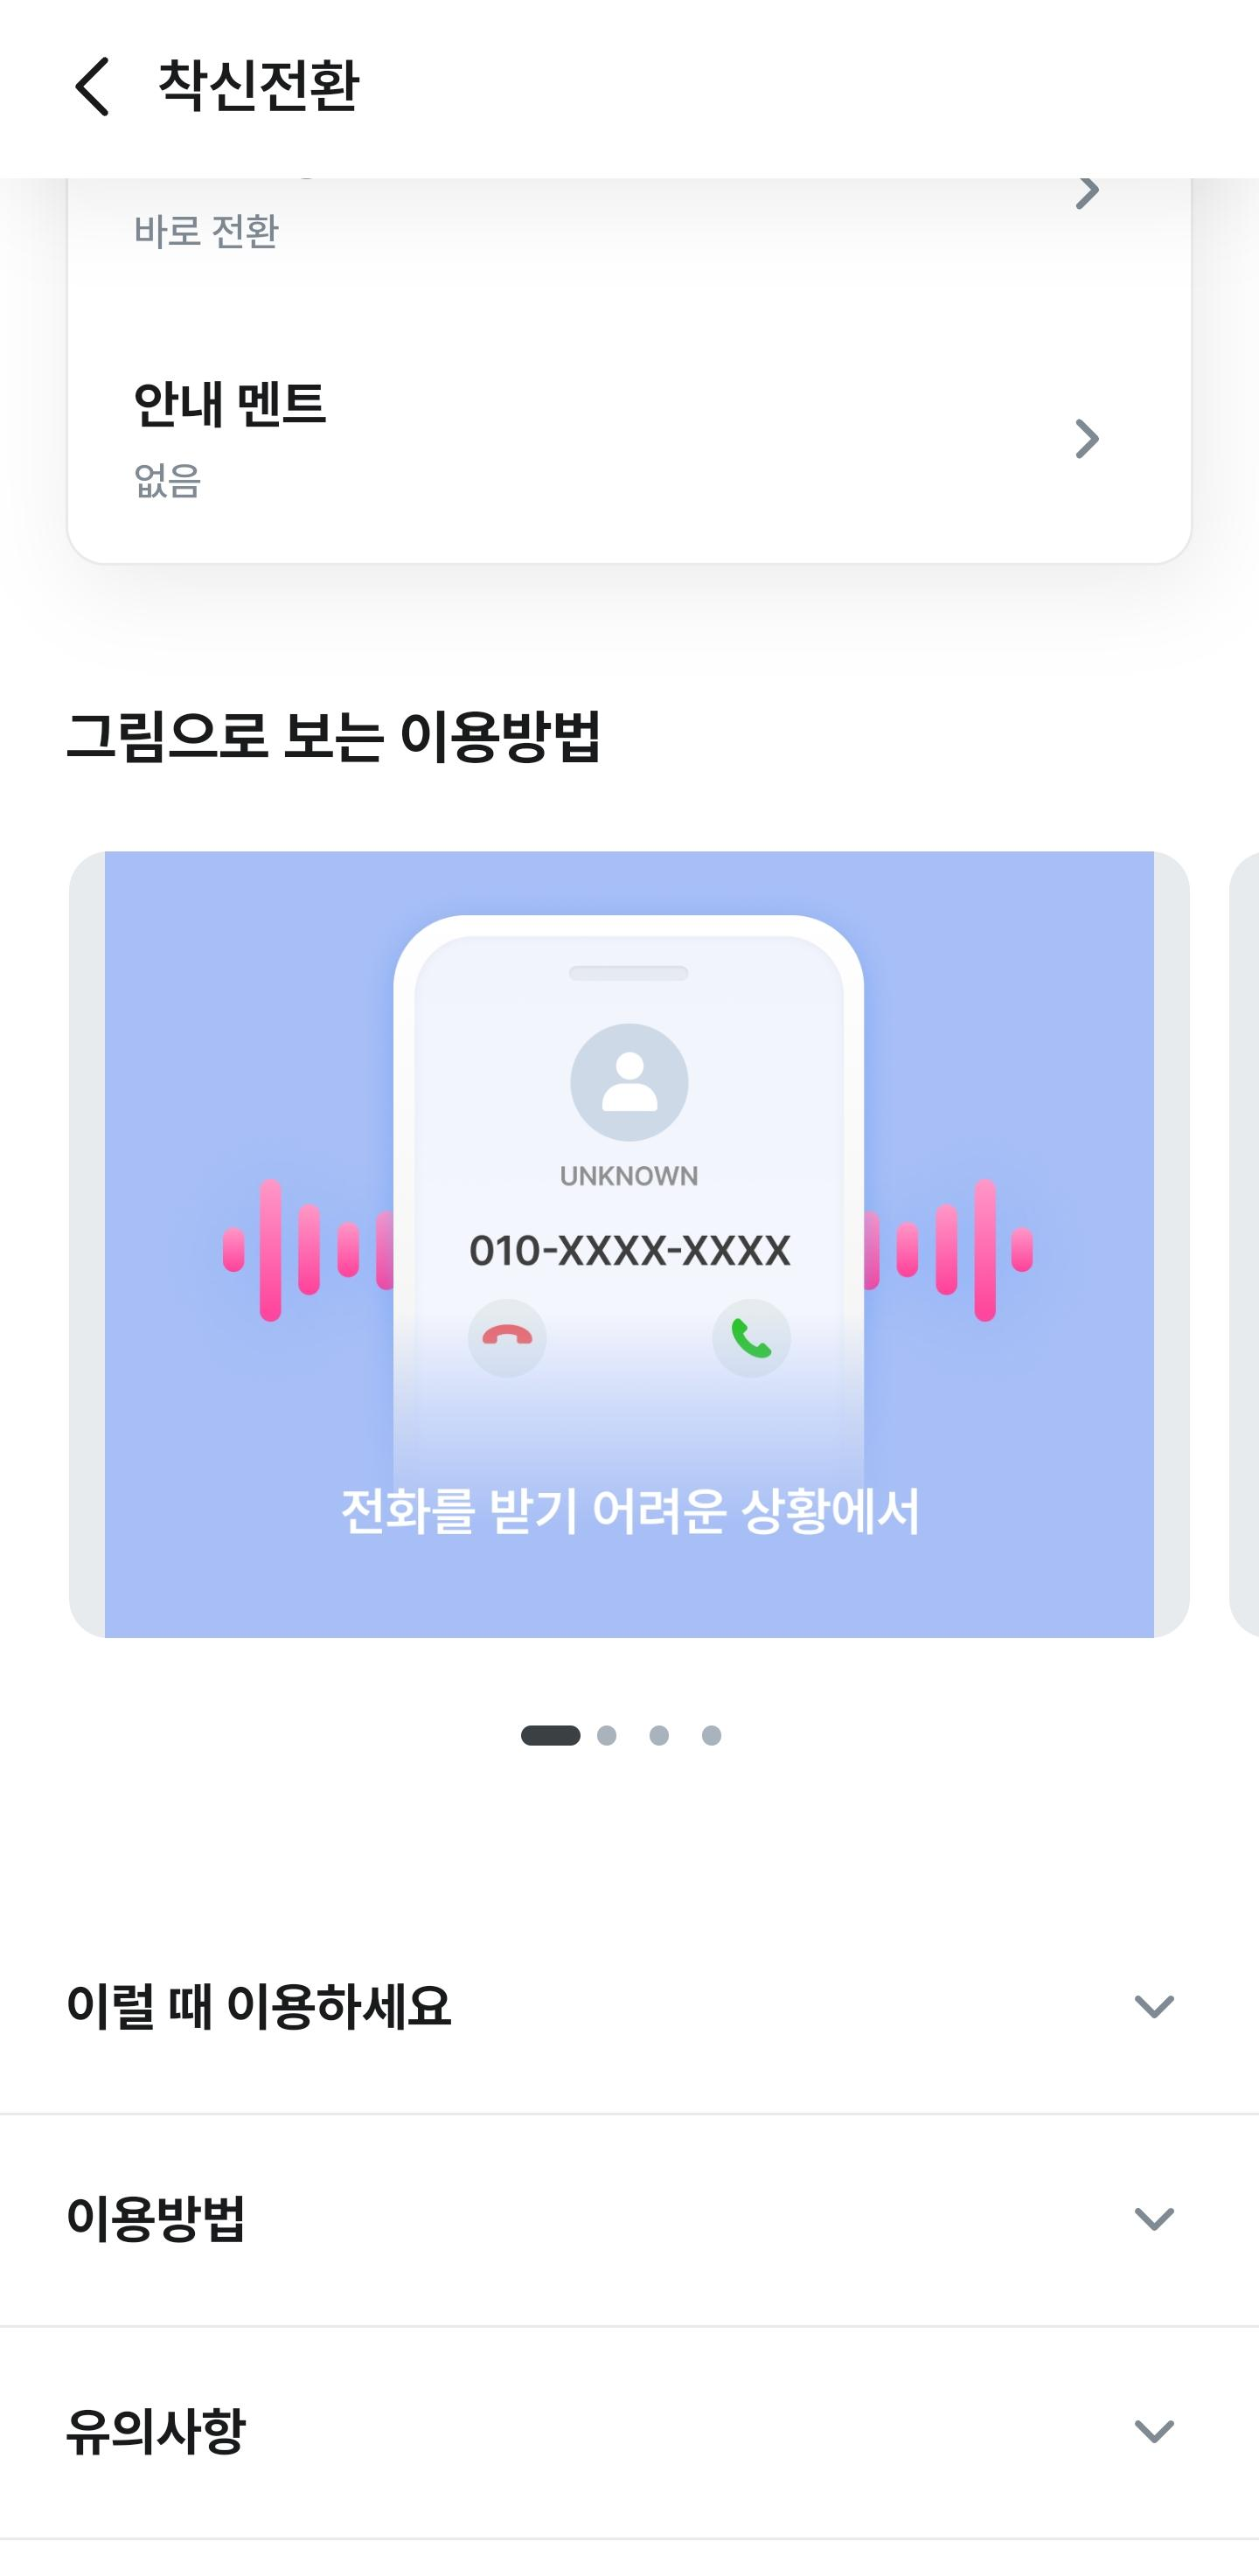 착신전환
바로 전환
안내 멘트
없음
그림으로 보는 이용방법
UNKNOWN
010-XXXX-XXXX
전화를 받기 어려운 상황에서
이럴 때 이용하세요
이용방법
유의사항